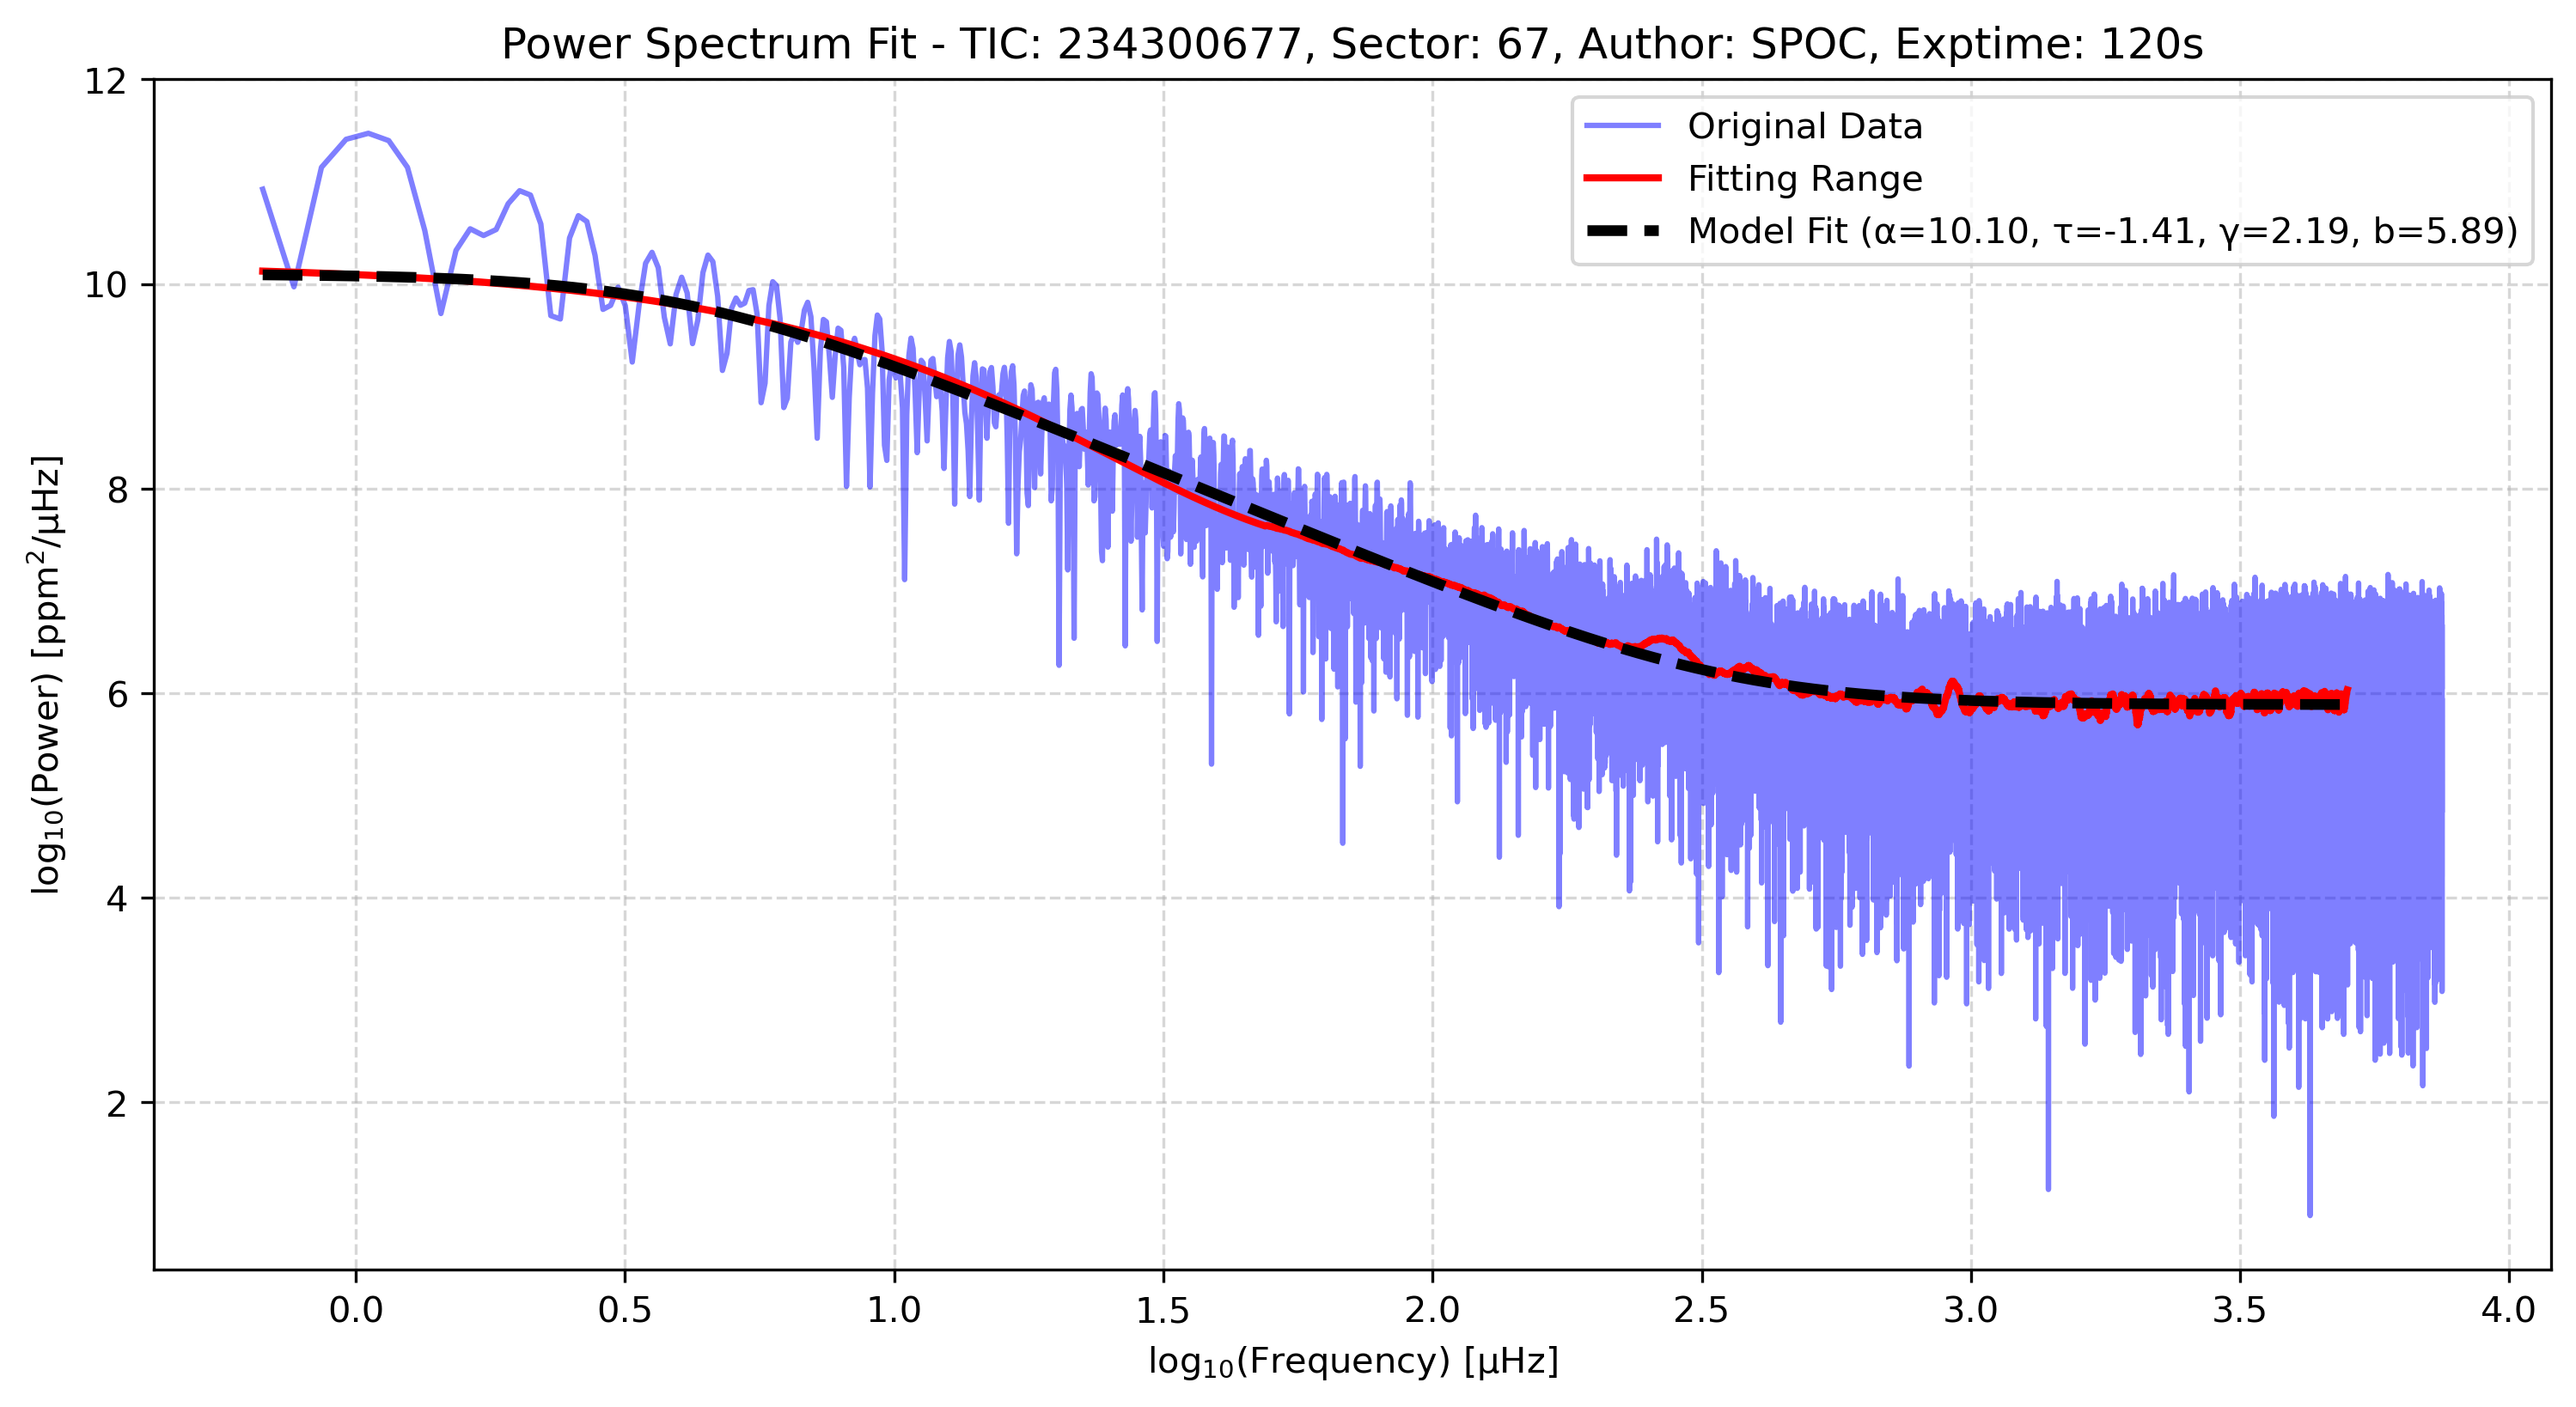 Power Spectrum Fit - TIC: 234300677, Sector: 67, Author: SPOC, Exptime: 120s
Original Data
Fitting Range
Model Fit (α=10.10, τ=-1.41, γ=2.19, b=5.89)
log₁₀(Power) [ppm²/μHz]
12
10
8
6
4
2
0.0 0.5 1.0 1.5 2.0 2.5 3.0 3.5 4.0
log₁₀(Frequency) [μHz]